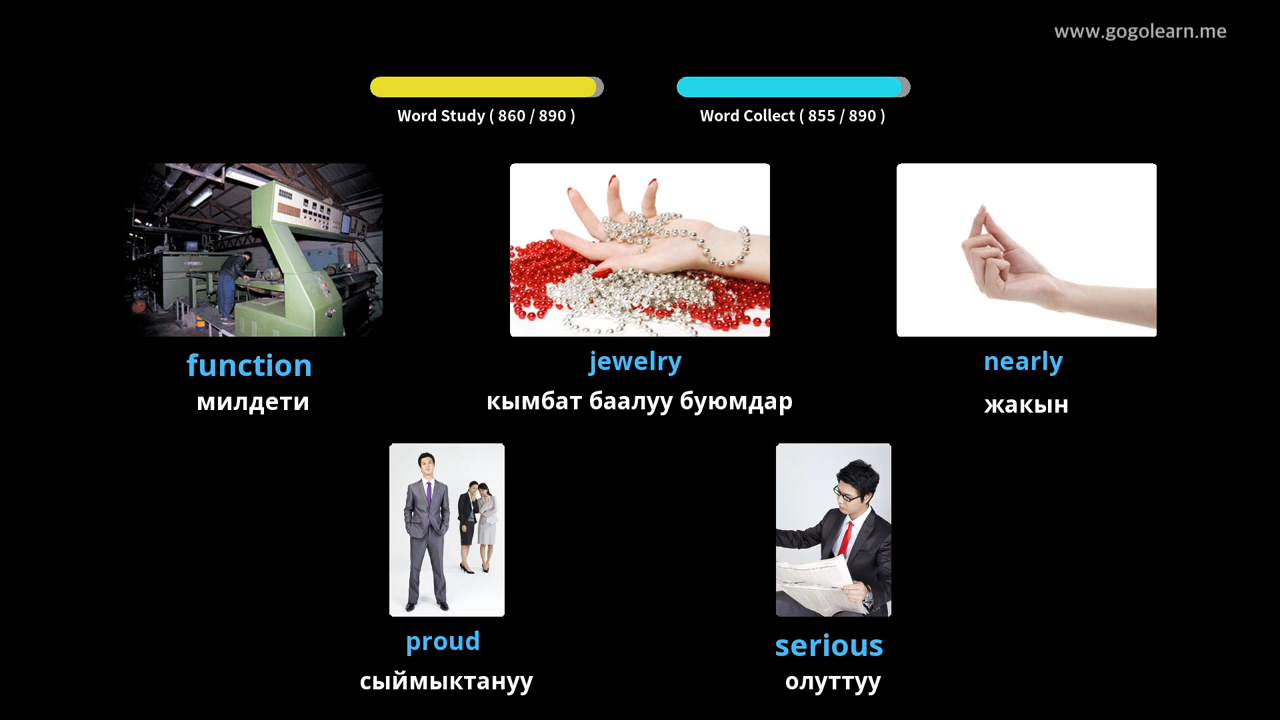 www.gogolearn.me
Word Study ( 860 / 890 )
Word Collect ( 855 / 890 )
function
милдети
jewelry
кымбат баалуу буюмдар
nearly
жакын
proud
сыймыктануу
serious
олуттуу